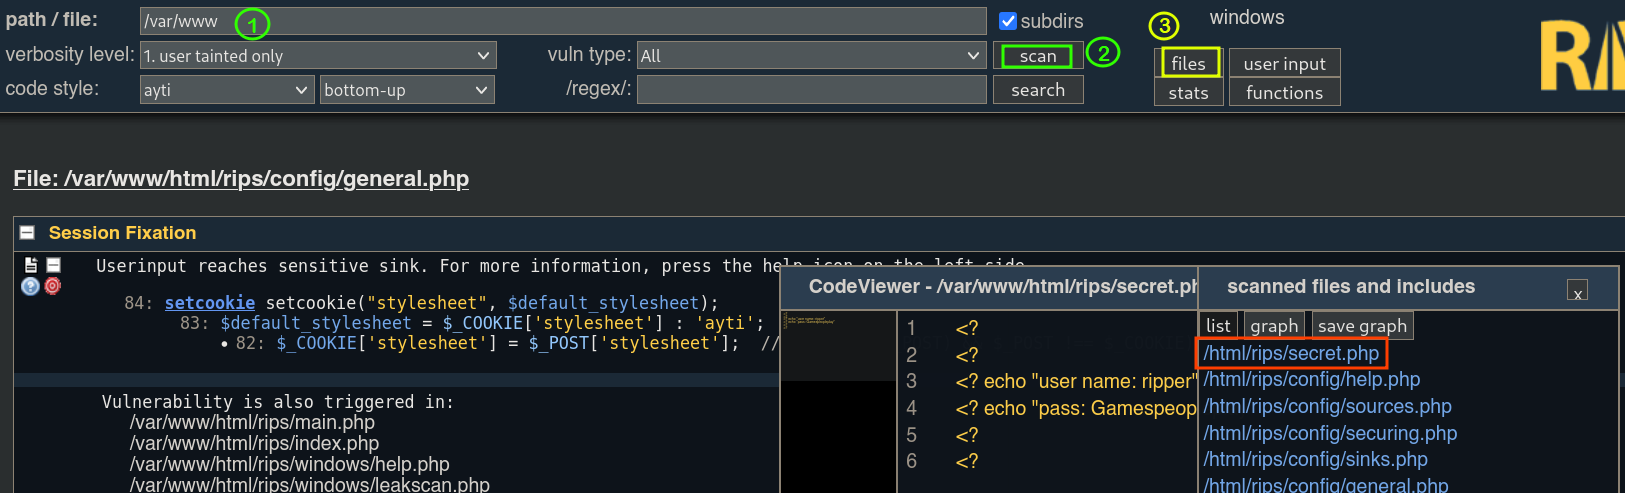 path / file: /var/www 1 subdirs 3 windows
verbosity level: 1. user tainted only vuln type: All scan 2 files user input
code style: ayti bottom-up /regex/: search stats functions
File: /var/www/html/rips/config/general.php
Session Fixation
Userinput reaches sensitive sink. For more information, press the help icon on the left side.
84: setcookie setcookie("stylesheet", $default_stylesheet);
83: $default_stylesheet = $_COOKIE['stylesheet'] : 'ayti';
• 82: $_COOKIE['stylesheet'] = $_POST['stylesheet']; //
Vulnerability is also triggered in:
/var/www/html/rips/main.php
/var/www/html/rips/index.php
/var/www/html/rips/windows/help.php
/var/www/html/rips/windows/leakscan.php
CodeViewer - /var/www/html/rips/secret.ph
1 <?
2 <?
3 <? echo "user name: ripper"
4 <? echo "pass: Gamespeop
5 <?
6 <?
scanned files and includes x
list graph save graph
/html/rips/secret.php
/html/rips/config/help.php
/html/rips/config/sources.php
/html/rips/config/securing.php
/html/rips/config/sinks.php
/html/rips/config/general.php